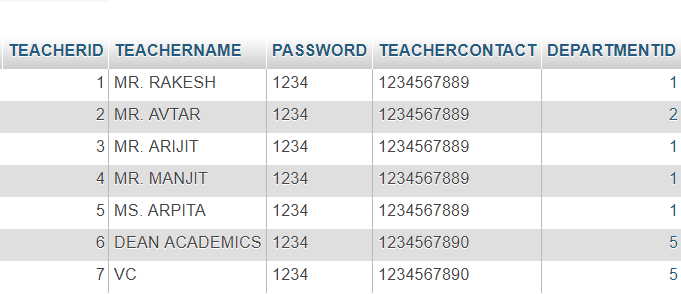 TEACHERID TEACHERNAME PASSWORD TEACHERCONTACT DEPARTMENTID
1 MR. RAKESH 1234 1234567889 1
2 MR. AVTAR 1234 1234567889 2
3 MR. ARIJIT 1234 1234567889 1
4 MR. MANJIT 1234 1234567889 1
5 MS. ARPITA 1234 1234567889 1
6 DEAN ACADEMICS 1234 1234567890 5
7 VC 1234 1234567890 5